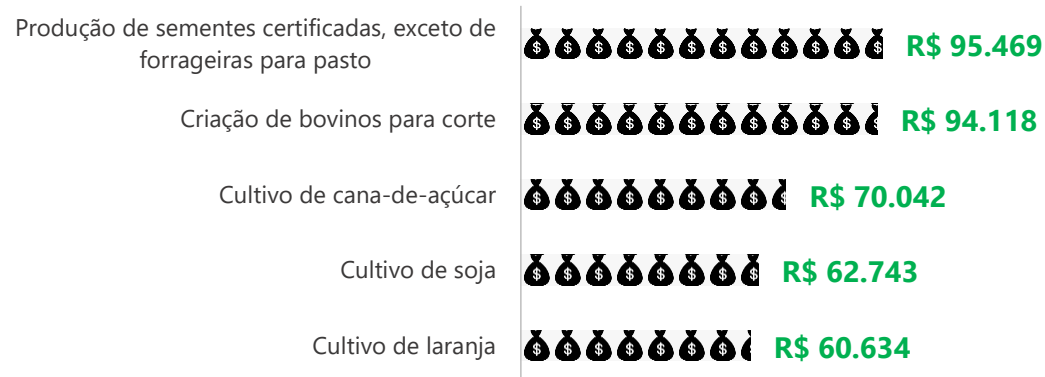 Produção de sementes certificadas, exceto de
forrageiras para pasto
R$ 95.469
Criação de bovinos para corte
R$ 94.118
Cultivo de cana-de-açúcar
R$ 70.042
Cultivo de soja
R$ 62.743
Cultivo de laranja
R$ 60.634